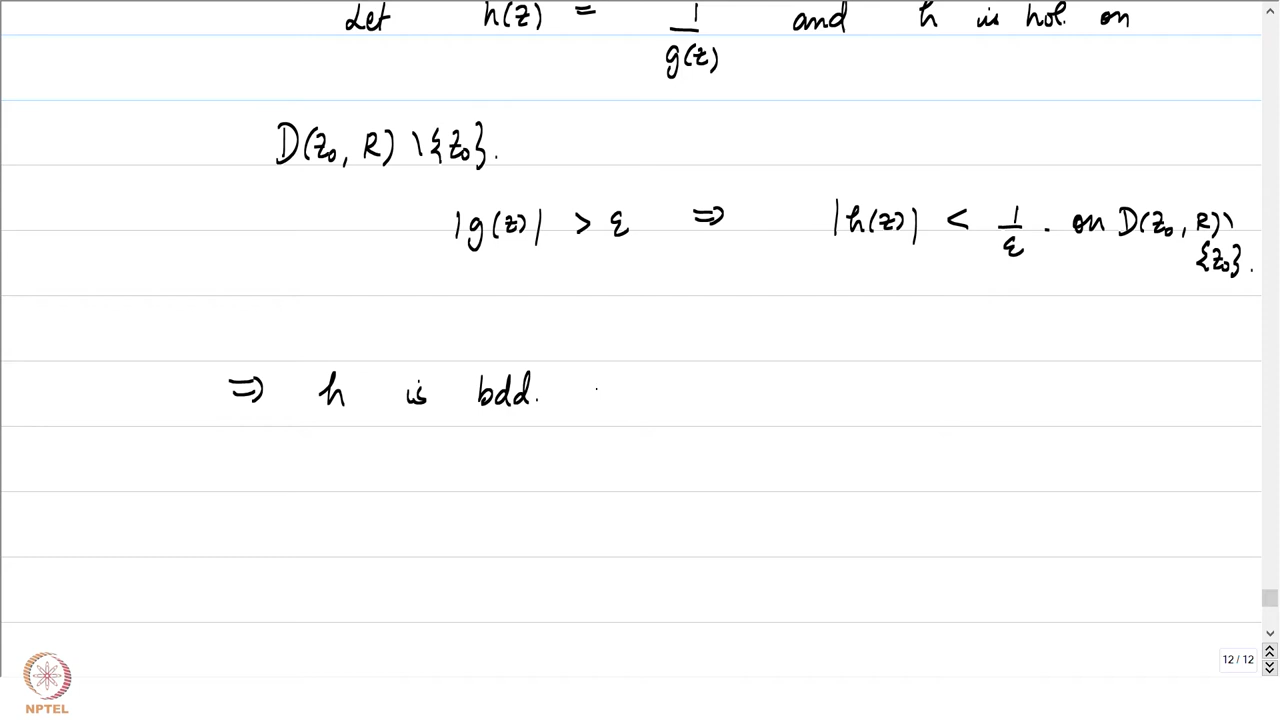 Let h(z) = 1/g(z) and h is hol. on
D(z₀, R) \ {z₀}.
|g(z)| > ε ⇒ |h(z)| < 1/ε . on D(z₀, R) \
{z₀}.
⇒ h is bdd.
12 / 12
NPTEL